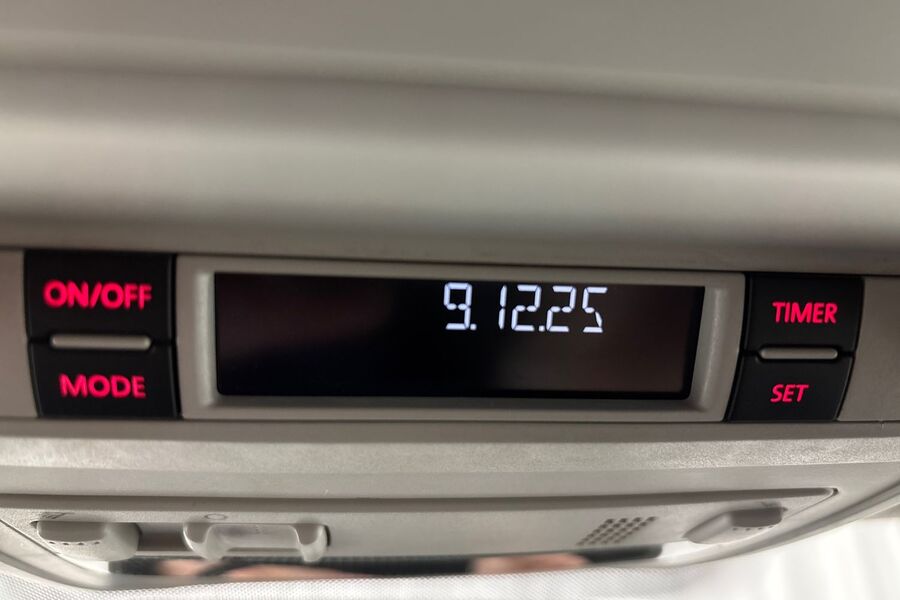 ON/OFF
MODE
9.12.25
TIMER
SET